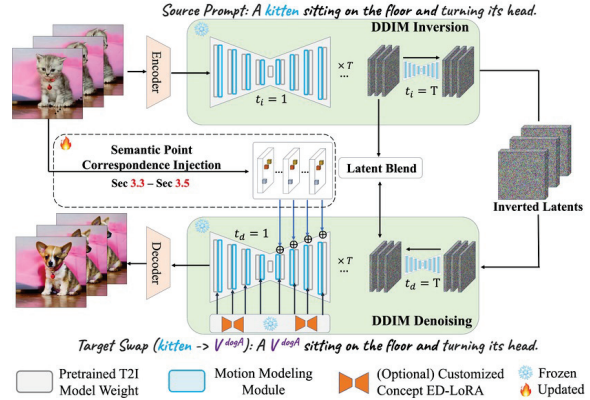 Source Prompt: A kitten sitting on the floor and turning its head.
DDIM Inversion
Encoder
× T
...
t_i = 1
t_i = T
Semantic Point
Correspondence Injection
Sec 3.3 – Sec 3.5
... ...
Latent Blend
Inverted Latents
Decoder
t_d = 1
× T
...
t_d = T
DDIM Denoising
Target Swap (kitten -> V^dogA): A V^dogA sitting on the floor and turning its head.
Pretrained T2I
Model Weight
Motion Modeling
Module
(Optional) Customized
Concept ED-LoRA
Frozen
Updated